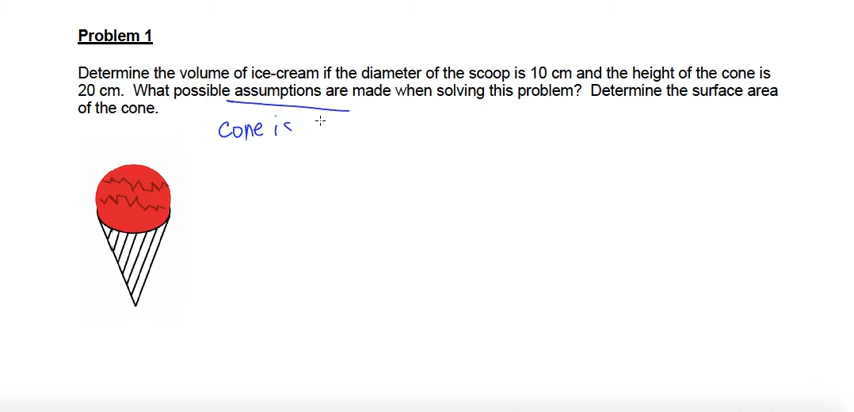 Problem 1
Determine the volume of ice-cream if the diameter of the scoop is 10 cm and the height of the cone is
20 cm. What possible assumptions are made when solving this problem? Determine the surface area
of the cone.
Cone is